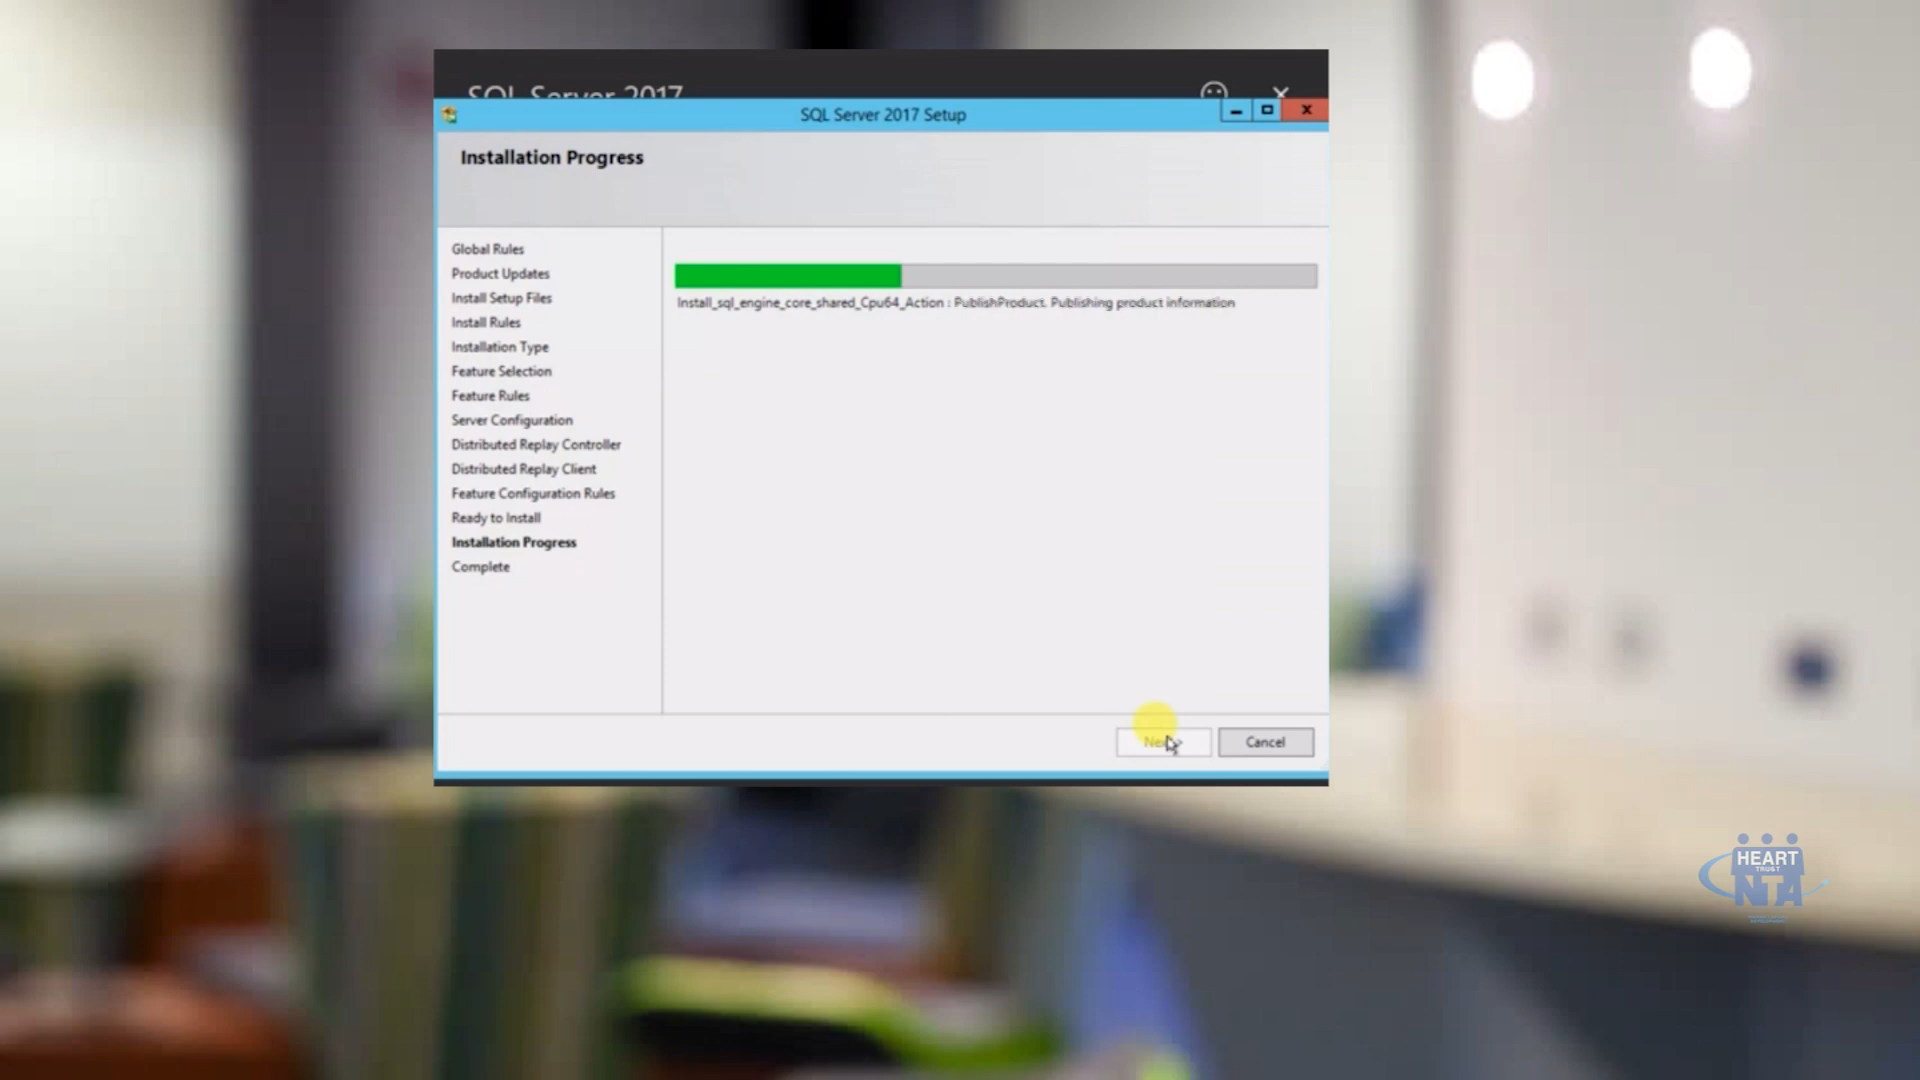 SQL Server 2017
SQL Server 2017 Setup
Installation Progress
Global Rules
Product Updates
Install Setup Files
Install Rules
Installation Type
Feature Selection
Feature Rules
Server Configuration
Distributed Replay Controller
Distributed Replay Client
Feature Configuration Rules
Ready to Install
Installation Progress
Complete
Install_sql_engine_core_shared_Cpu64_Action : PublishProduct. Publishing product information
Cancel
HEART
TRUST
NTA